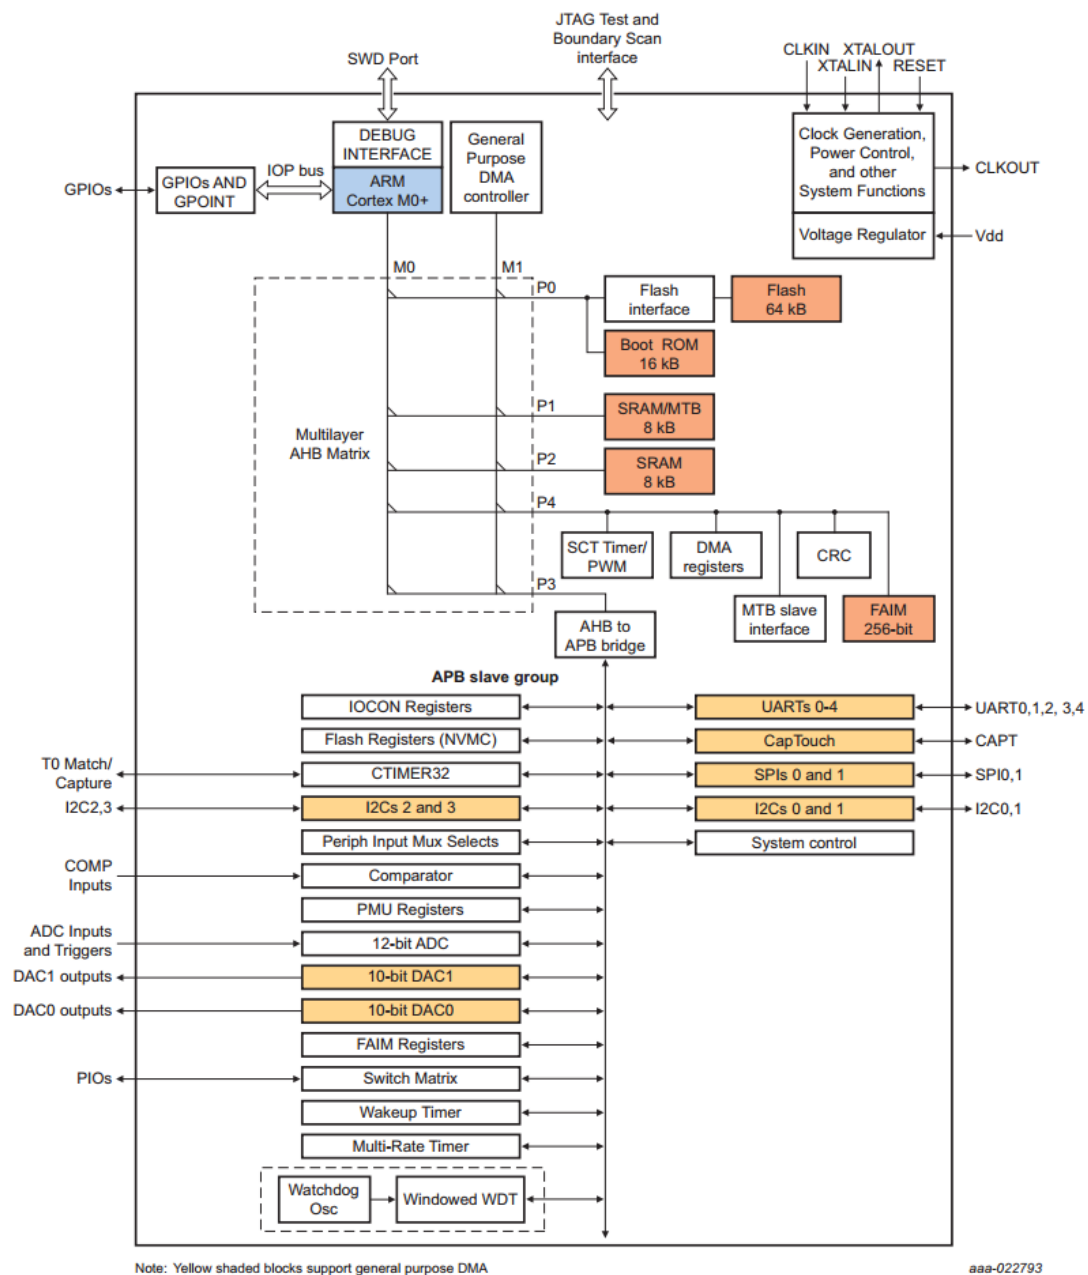 JTAG Test and
Boundary Scan
interface
SWD Port
CLKIN
XTALOUT
XTALIN
RESET
DEBUG
INTERFACE
ARM
Cortex M0+
General
Purpose
DMA
controller
Clock Generation,
Power Control,
and other
System Functions
Voltage Regulator
CLKOUT
Vdd
GPIOs
GPIOs AND
GPOINT
IOP bus
M0
M1
P0
Flash
interface
Flash
64 kB
Boot ROM
16 kB
P1
SRAM/MTB
8 kB
Multilayer
AHB Matrix
P2
SRAM
8 kB
P4
SCT Timer/
PWM
DMA
registers
CRC
P3
MTB slave
interface
FAIM
256-bit
AHB to
APB bridge
APB slave group
IOCON Registers
UARTs 0-4
UART0,1,2, 3,4
Flash Registers (NVMC)
CapTouch
CAPT
T0 Match/
Capture
CTIMER32
SPIs 0 and 1
SPI0,1
I2C2,3
I2Cs 2 and 3
I2Cs 0 and 1
I2C0,1
Periph Input Mux Selects
System control
COMP
Inputs
Comparator
PMU Registers
ADC Inputs
and Triggers
12-bit ADC
DAC1 outputs
10-bit DAC1
DAC0 outputs
10-bit DAC0
FAIM Registers
PIOs
Switch Matrix
Wakeup Timer
Multi-Rate Timer
Watchdog
Osc
Windowed WDT
Note: Yellow shaded blocks support general purpose DMA
aaa-022793